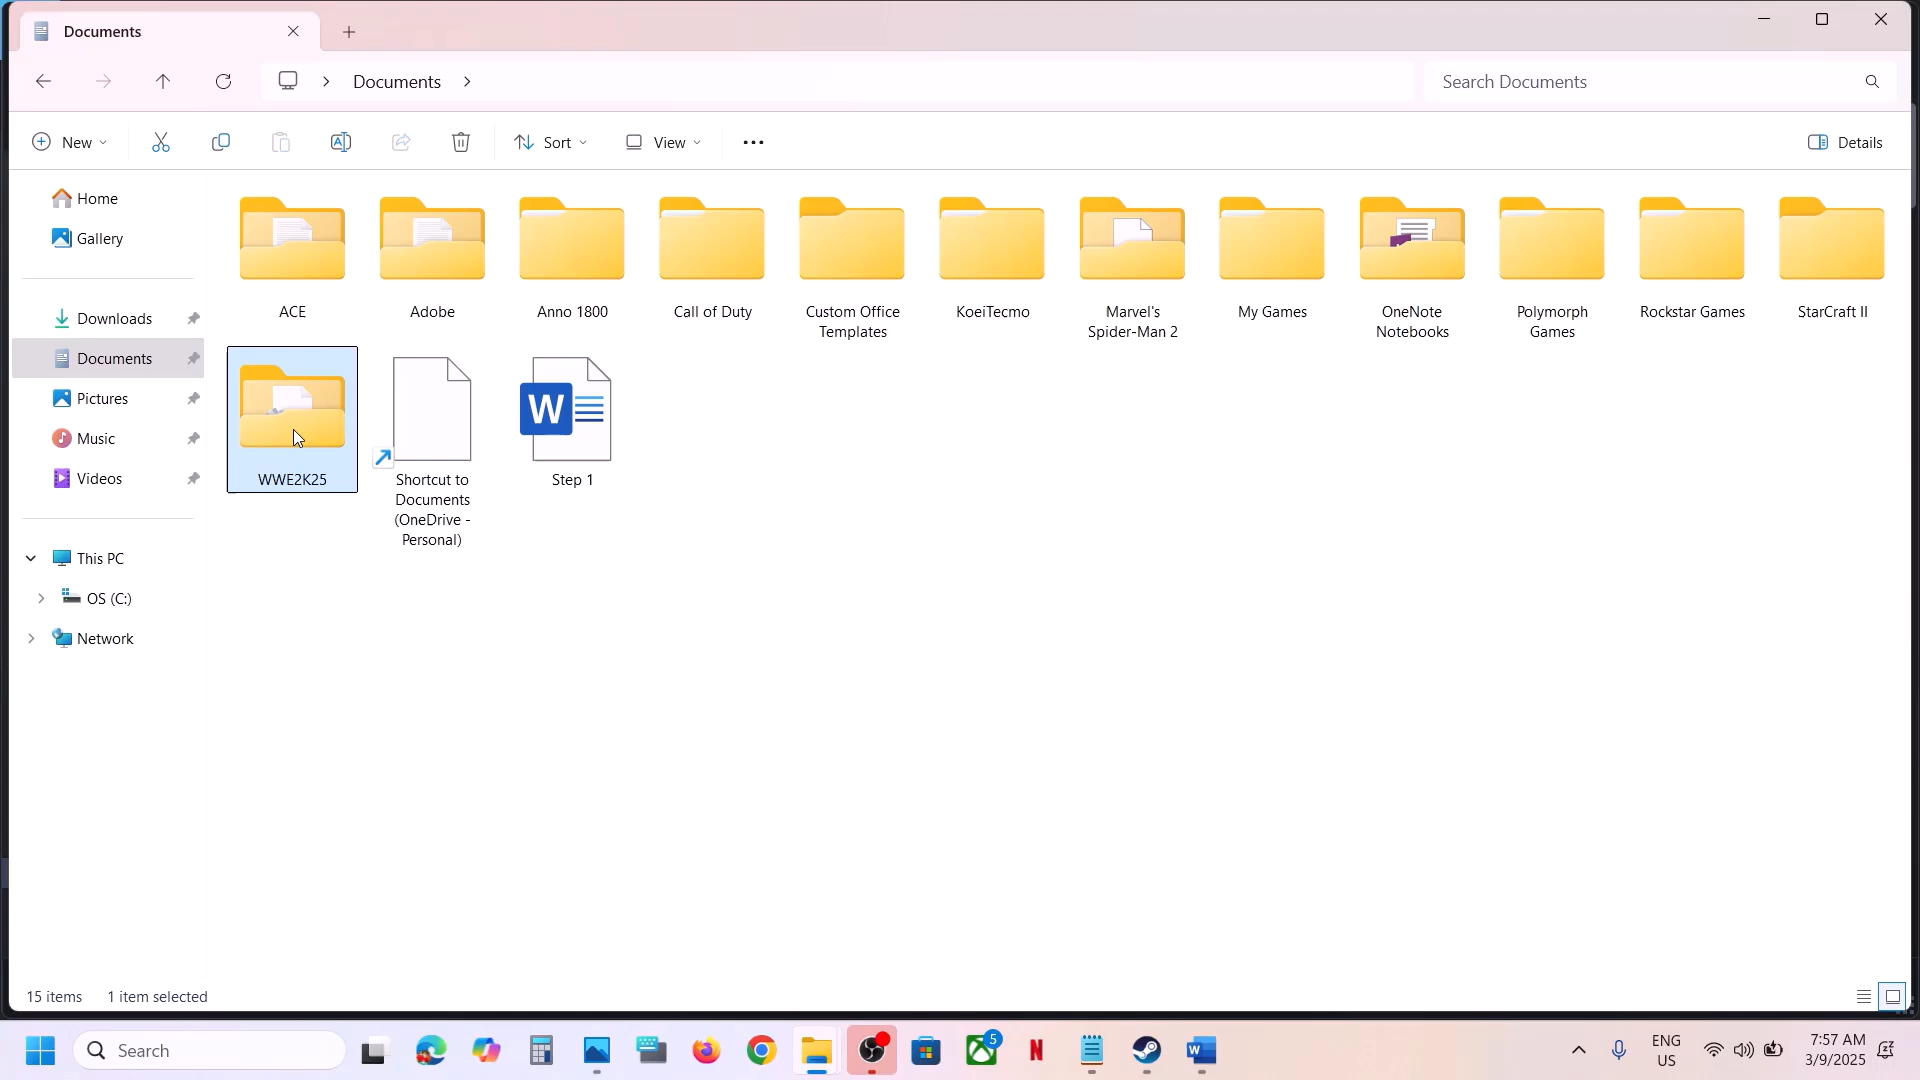 Documents
Documents
Search Documents
New
Sort
View
Details
Home
Gallery
Downloads
Documents
Pictures
Music
Videos
This PC
OS (C:)
Network
ACE
Adobe
Anno 1800
Call of Duty
Custom Office
Templates
KoeiTecmo
Marvel's
Spider-Man 2
My Games
OneNote
Notebooks
Polymorph
Games
Rockstar Games
StarCraft II
WWE2K25
Shortcut to
Documents
(OneDrive -
Personal)
W
Step 1
15 items
1 item selected
Search
5
N
W
ENG
US
7:57 AM
3/9/2025